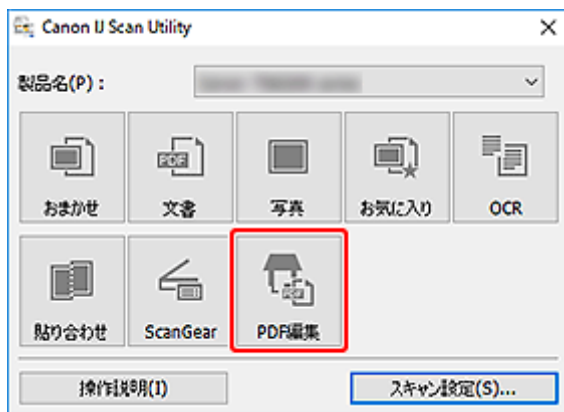 Canon IJ Scan Utility
製品名(P) :
おまかせ 文書 写真 お気に入り OCR
貼り合わせ ScanGear PDF編集
操作説明(I) スキャン設定(S)...